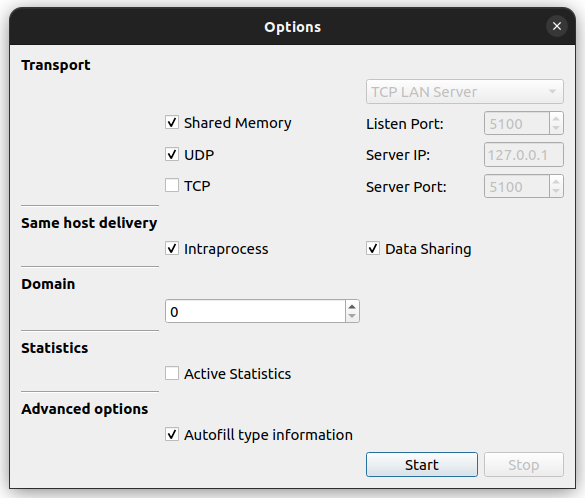 Options
Transport
TCP LAN Server
Shared Memory Listen Port: 5100
UDP Server IP: 127.0.0.1
TCP Server Port: 5100
Same host delivery
Intraprocess Data Sharing
Domain
0
Statistics
Active Statistics
Advanced options
Autofill type information
Start Stop